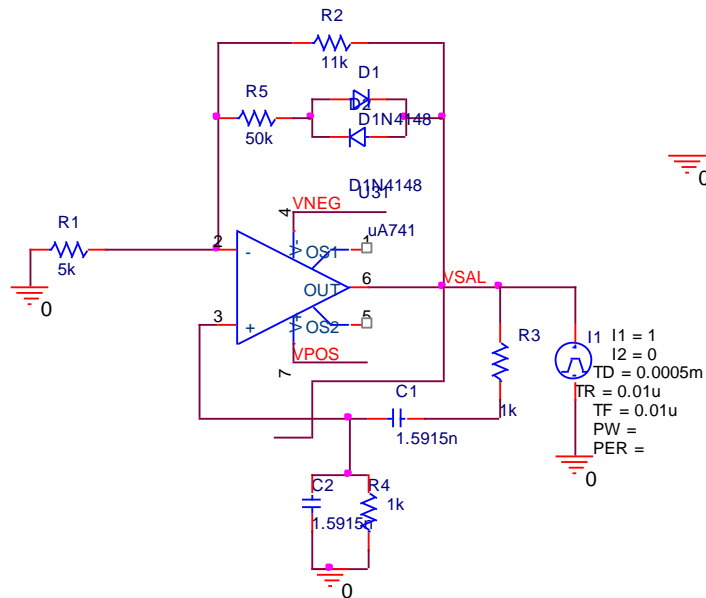 R2
11k
D1
R5
D2
50k
D1N4148
0
D1N4148
U31
VNEG
4
R1
2
-
V-
OS1
1
uA741
5k
6
VSAL
OUT
0
3
+
V+
OS2
5
VPOS
7
R3
I1
I1 = 1
I2 = 0
TD = 0.0005m
TR = 0.01u
TF = 0.01u
PW =
PER =
C1
1k
1.5915n
0
C2
R4
1k
1.5915n
0